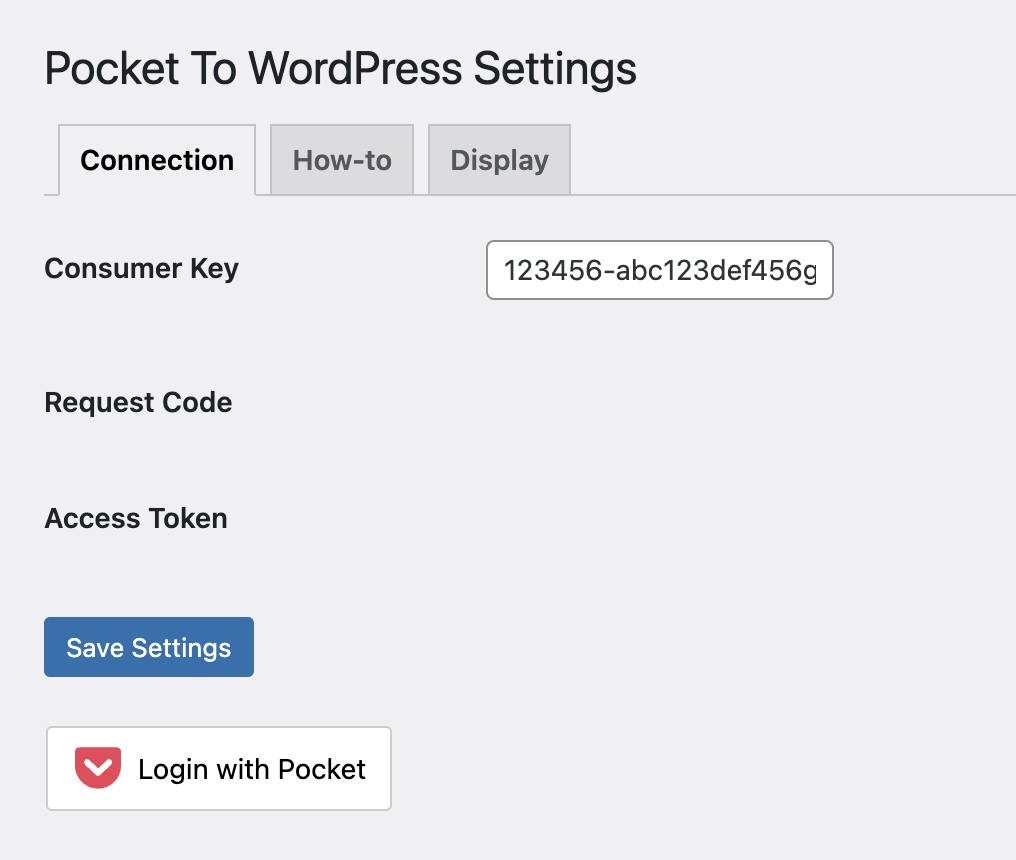 Pocket To WordPress Settings
Connection How-to Display
Consumer Key 123456-abc123def456g
Request Code
Access Token
Save Settings
Login with Pocket